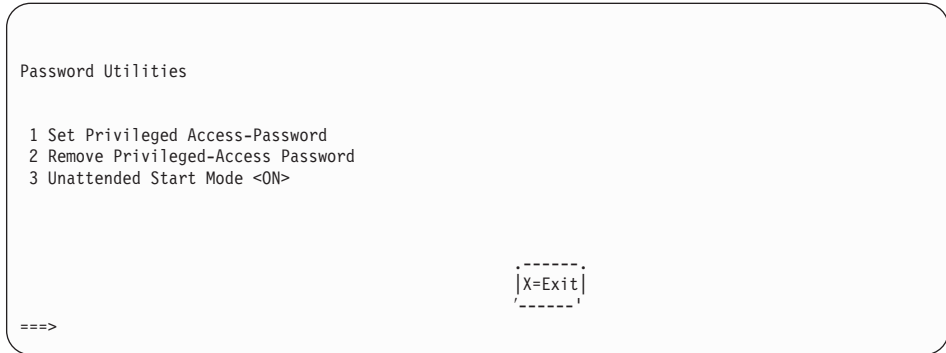 Password Utilities
1 Set Privileged Access-Password
2 Remove Privileged-Access Password
3 Unattended Start Mode <ON>
X=Exit
===>